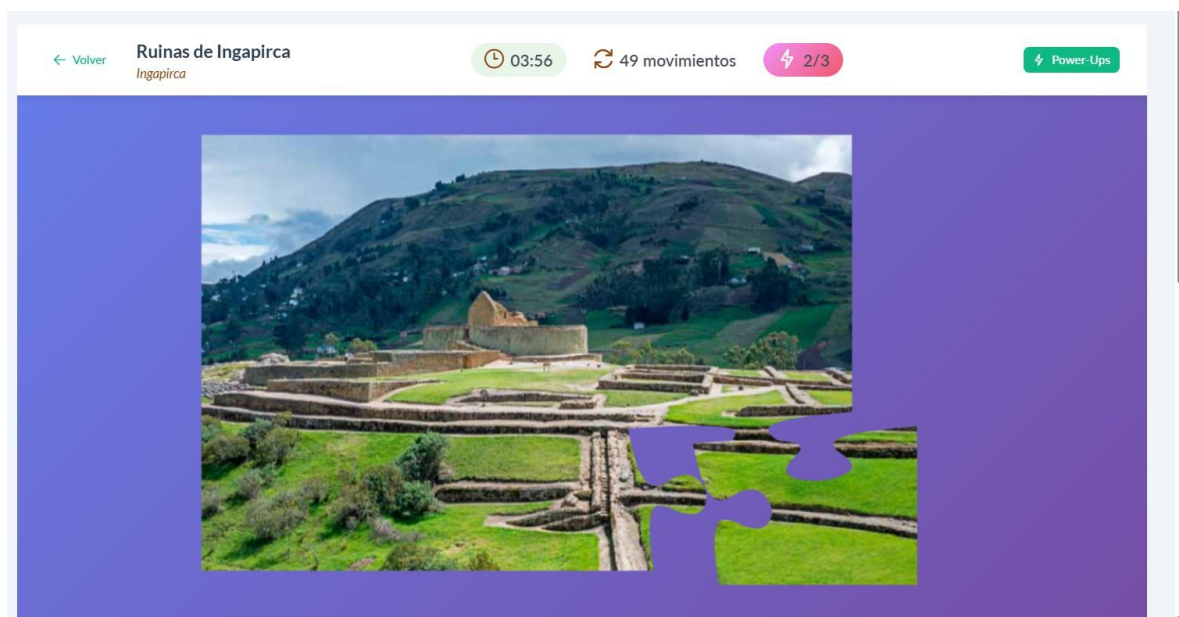 ← Volver
Ruinas de Ingapirca
Ingapirca
03:56
49 movimientos
2/3
Power-Ups